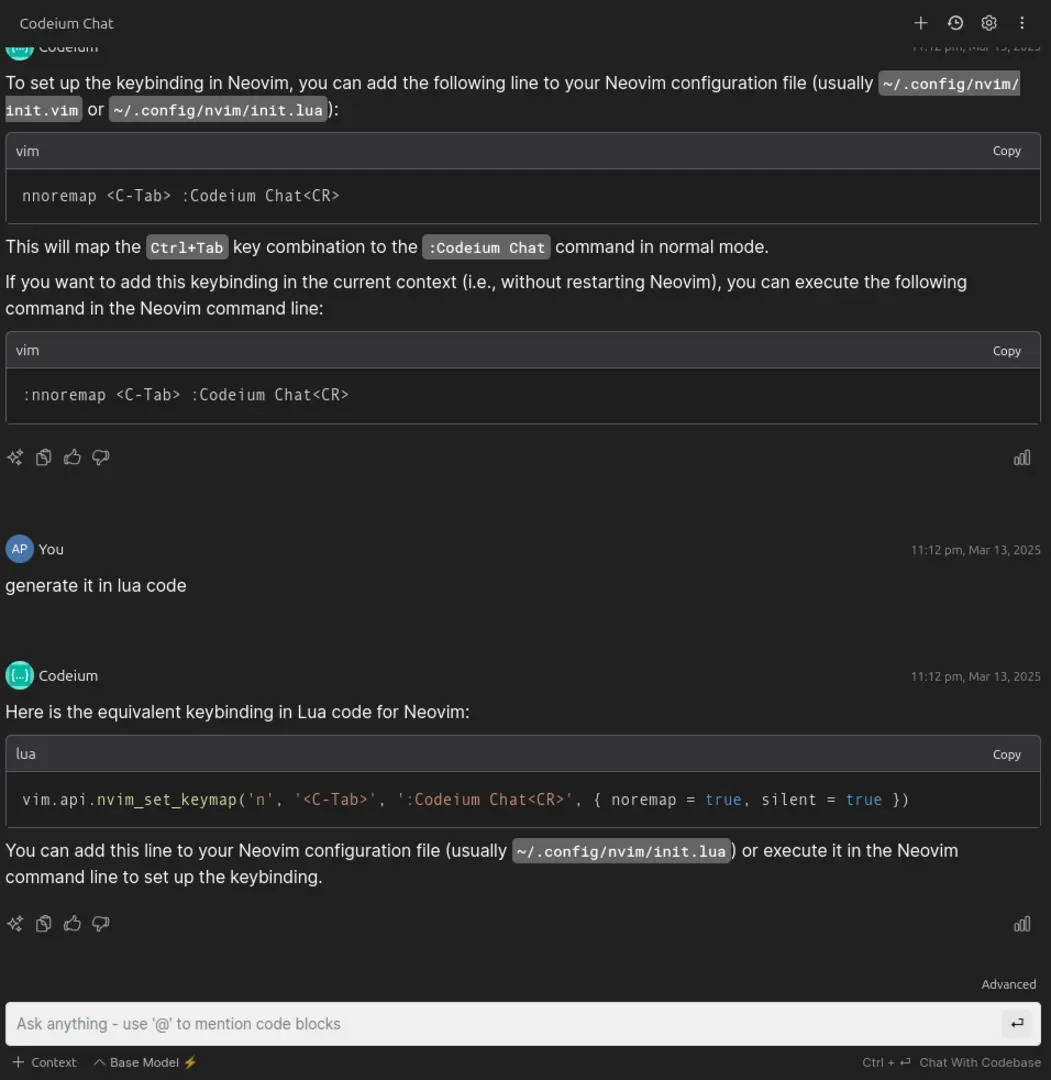 Codeium Chat
Codeium
11:12 pm, Mar 13, 2025
To set up the keybinding in Neovim, you can add the following line to your Neovim configuration file (usually ~/.config/nvim/
init.vim or ~/.config/nvim/init.lua):
vim Copy
nnoremap <C-Tab> :Codeium Chat<CR>
This will map the Ctrl+Tab key combination to the :Codeium Chat command in normal mode.
If you want to add this keybinding in the current context (i.e., without restarting Neovim), you can execute the following
command in the Neovim command line:
vim Copy
:nnoremap <C-Tab> :Codeium Chat<CR>
AP You 11:12 pm, Mar 13, 2025
generate it in lua code
{...} Codeium 11:12 pm, Mar 13, 2025
Here is the equivalent keybinding in Lua code for Neovim:
lua Copy
vim.api.nvim_set_keymap('n', '<C-Tab>', ':Codeium Chat<CR>', { noremap = true, silent = true })
You can add this line to your Neovim configuration file (usually ~/.config/nvim/init.lua) or execute it in the Neovim
command line to set up the keybinding.
Advanced
Ask anything - use '@' to mention code blocks
Context Base Model Ctrl + Chat With Codebase